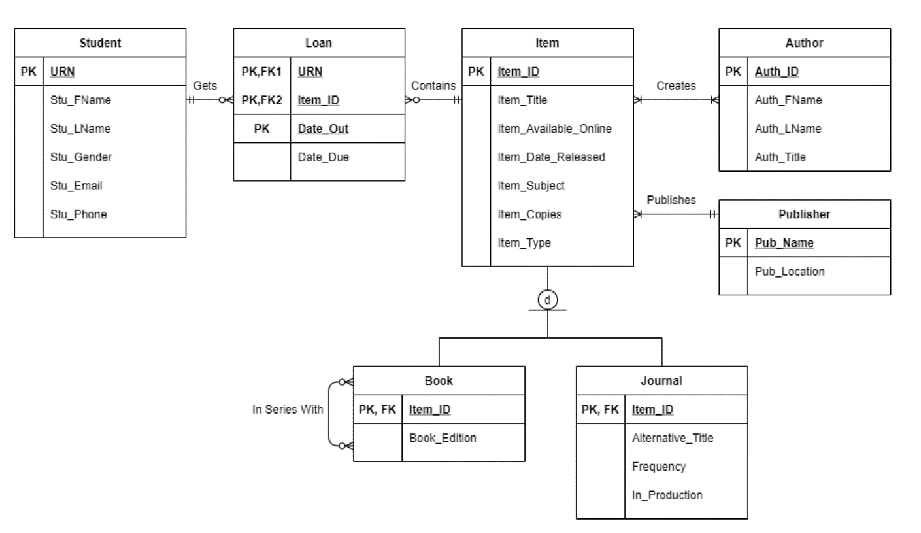 Student
PK URN
Stu_FName
Stu_LName
Stu_Gender
Stu_Email
Stu_Phone
Gets
Loan
PK,FK1 URN
PK,FK2 Item_ID
PK Date_Out
Date_Due
Contains
Item
PK Item_ID
Item_Title
Item_Available_Online
Item_Date_Released
Item_Subject
Item_Copies
Item_Type
Creates
Author
PK Auth_ID
Auth_FName
Auth_LName
Auth_Title
Publishes
Publisher
PK Pub_Name
Pub_Location
d
In Series With
Book
PK, FK Item_ID
Book_Edition
Journal
PK, FK Item_ID
Alternative_Title
Frequency
In_Production